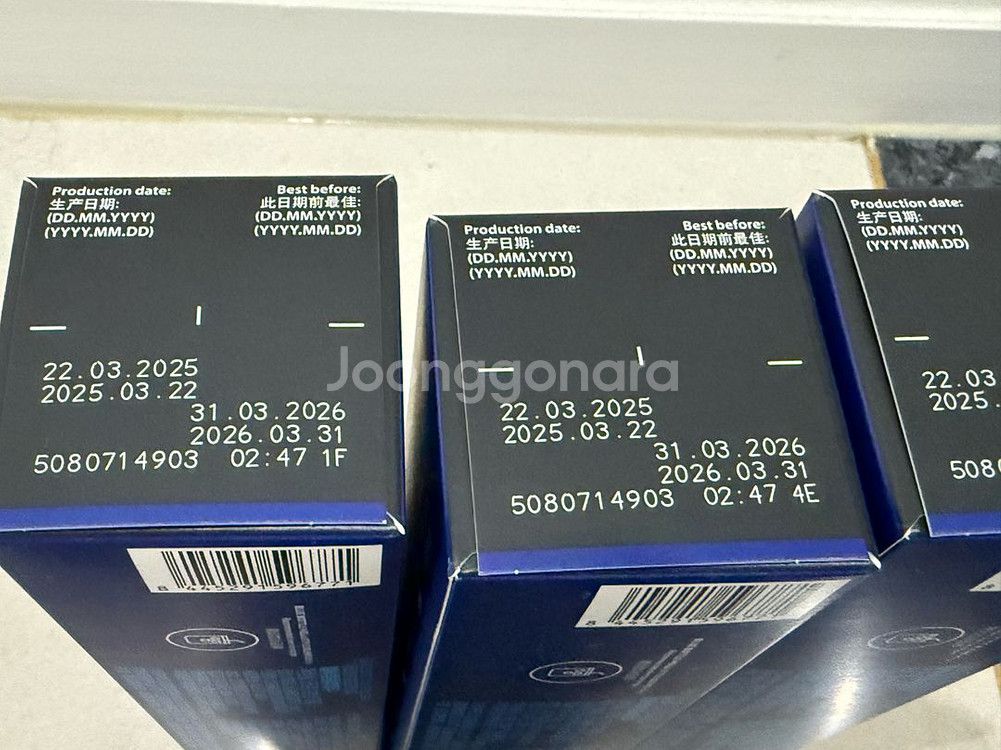 Production date:
生产日期:
(DD.MM.YYYY)
(YYYY.MM.DD)
Best before:
此日期前最佳:
(DD.MM.YYYY)
(YYYY.MM.DD)
22.03.2025
2025.03.22
31.03.2026
2026.03.31
5080714903 02:47 1F
Production date:
生产日期:
(DD.MM.YYYY)
(YYYY.MM.DD)
Best before:
此日期前最佳:
(DD.MM.YYYY)
(YYYY.MM.DD)
22.03.2025
2025.03.22
31.03.2026
2026.03.31
5080714903 02:47 4E
Production date:
生产日期:
(DD.MM.YYYY)
(YYYY.MM.DD)
22.03
2025.
508
Joonggonara